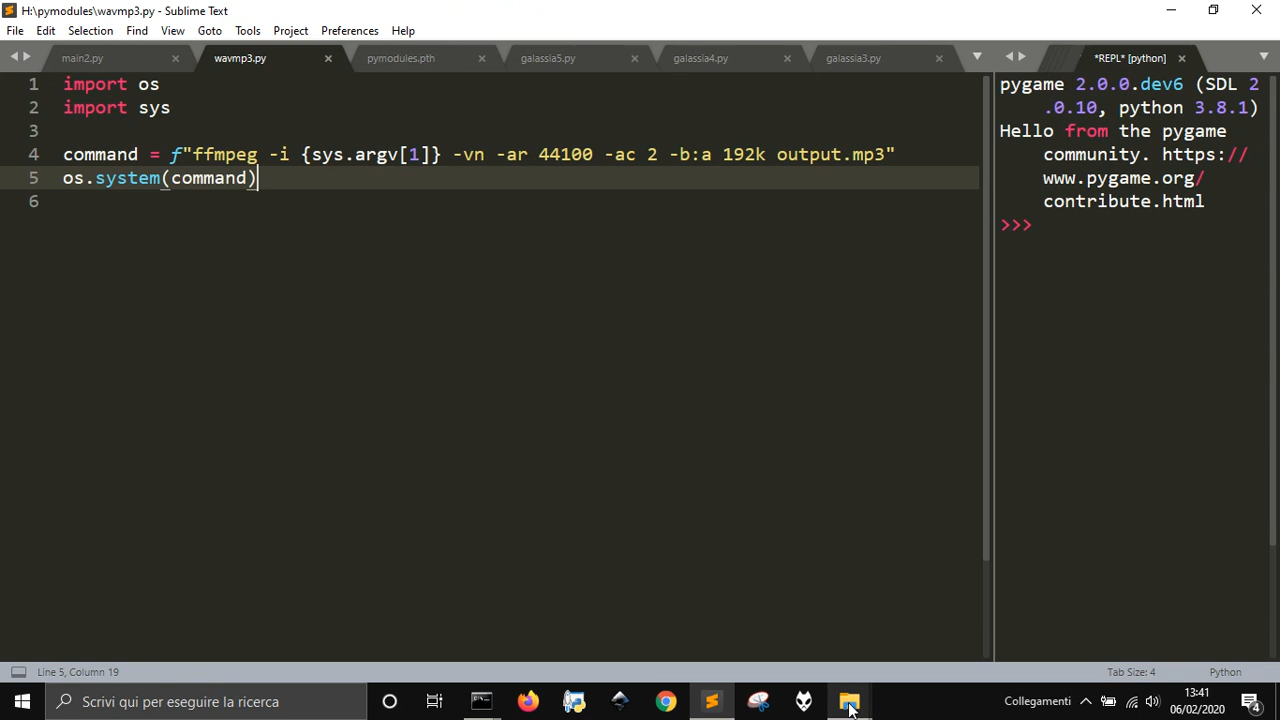 H:\pymodules\wavmp3.py - Sublime Text
File Edit Selection Find View Goto Tools Project Preferences Help
main2.py wavmp3.py pymodules.pth galassia5.py galassia4.py galassia3.py *REPL* [python]
1 import os
2 import sys
3
4 command = f"ffmpeg -i {sys.argv[1]} -vn -ar 44100 -ac 2 -b:a 192k output.mp3"
5 os.system(command)
6
pygame 2.0.0.dev6 (SDL 2
.0.10, python 3.8.1)
Hello from the pygame
community. https://
www.pygame.org/
contribute.html
>>>
Line 5, Column 19 Tab Size: 4 Python
Scrivi qui per eseguire la ricerca Collegamenti 13:41
06/02/2020 4